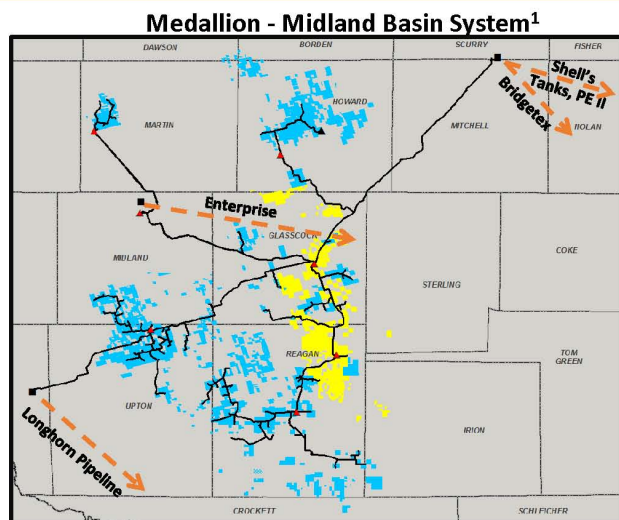 Medallion - Midland Basin System¹
DAWSON
BORDEN
SCURRY
FISHER
Shell's
Tanks, PE II
Bridgetex
MARTIN
HOWARD
MITCHELL
NOLAN
Enterprise
GLASSCOCK
MIDLAND
STERLING
COKE
REAGAN
TOM
GREEN
UPTON
IRION
Longhorn Pipeline
CROCKETT
SCHLEICHER